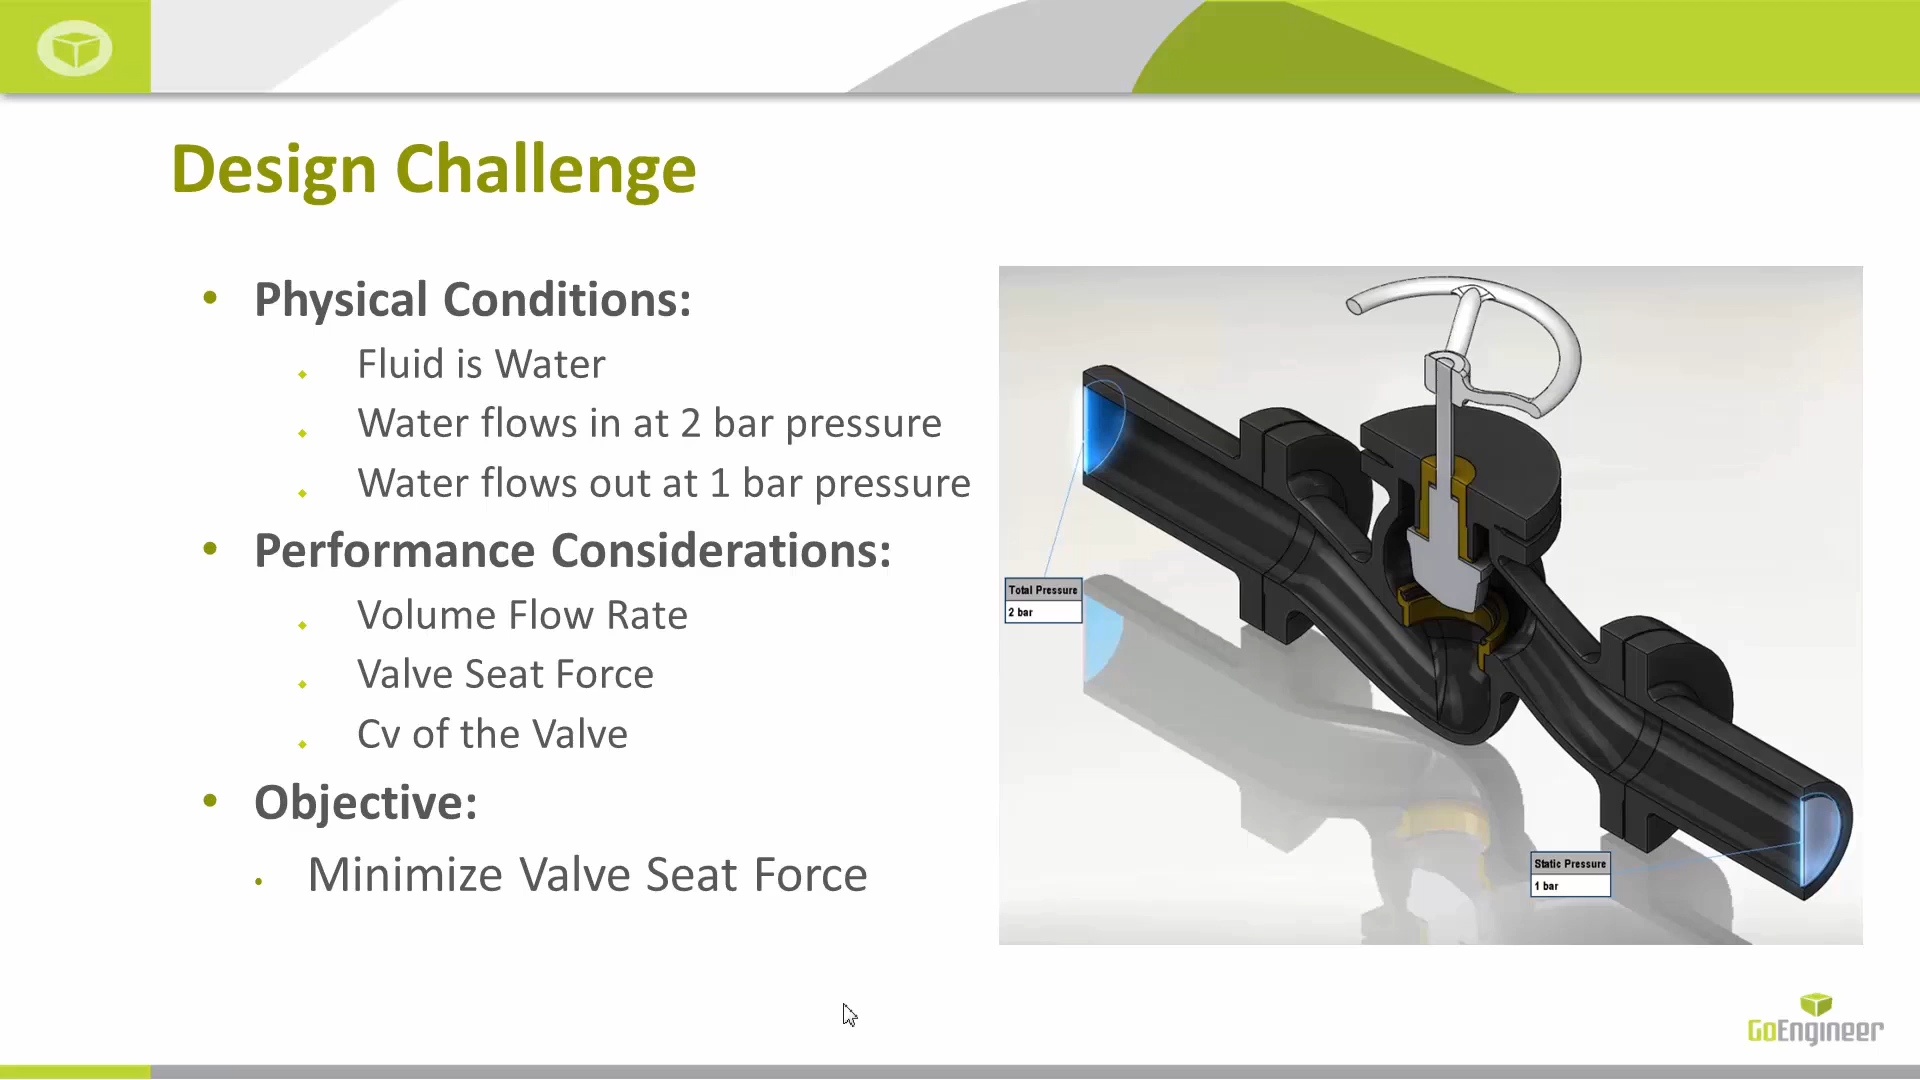 Design Challenge
Physical Conditions:
Fluid is Water
Water flows in at 2 bar pressure
Water flows out at 1 bar pressure
Performance Considerations:
Volume Flow Rate
Valve Seat Force
Cv of the Valve
Objective:
Minimize Valve Seat Force
Total Pressure
2 bar
Static Pressure
1 bar
GoEngineer